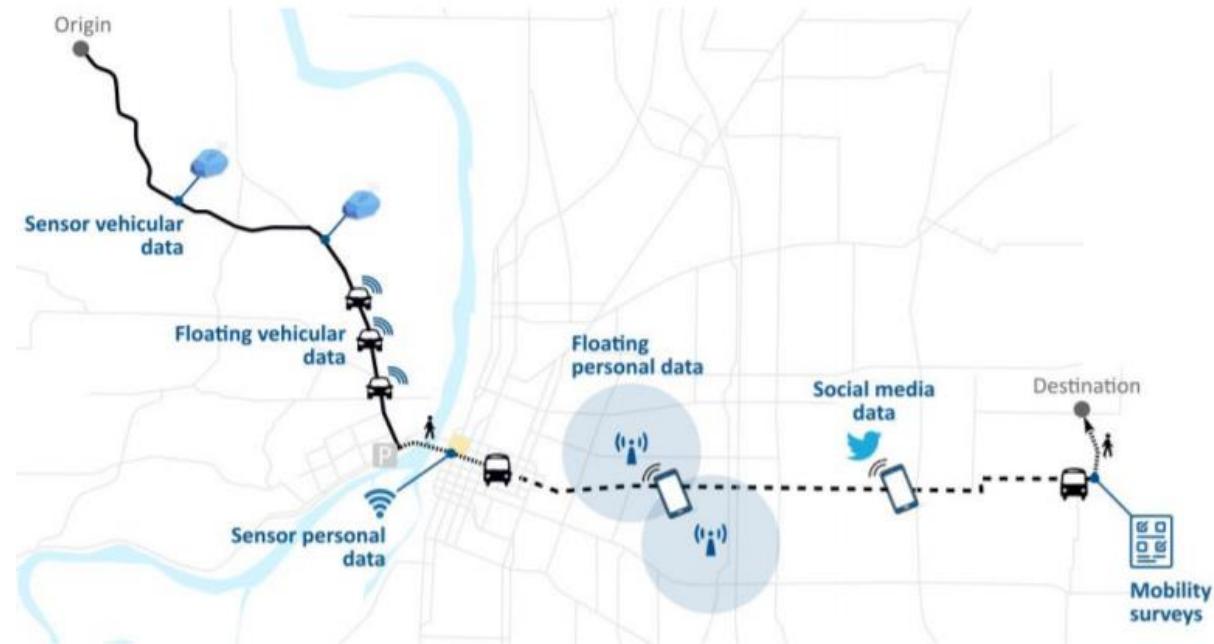 Origin
Sensor vehicular
data
Floating vehicular
data
Floating
personal data
Social media
data
Destination
P
Sensor personal
data
Mobility
surveys